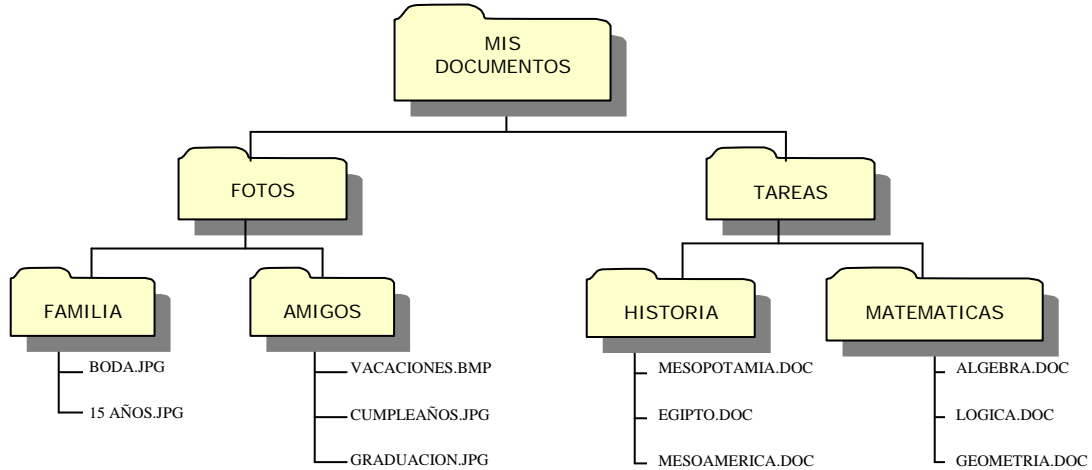 MIS
DOCUMENTOS
FOTOS
TAREAS
FAMILIA
AMIGOS
HISTORIA
MATEMATICAS
BODA.JPG
15 AÑOS.JPG
VACACIONES.BMP
CUMPLEAÑOS.JPG
GRADUACION.JPG
MESOPOTAMIA.DOC
EGIPTO.DOC
MESOAMERICA.DOC
ALGEBRA.DOC
LOGICA.DOC
GEOMETRIA.DOC